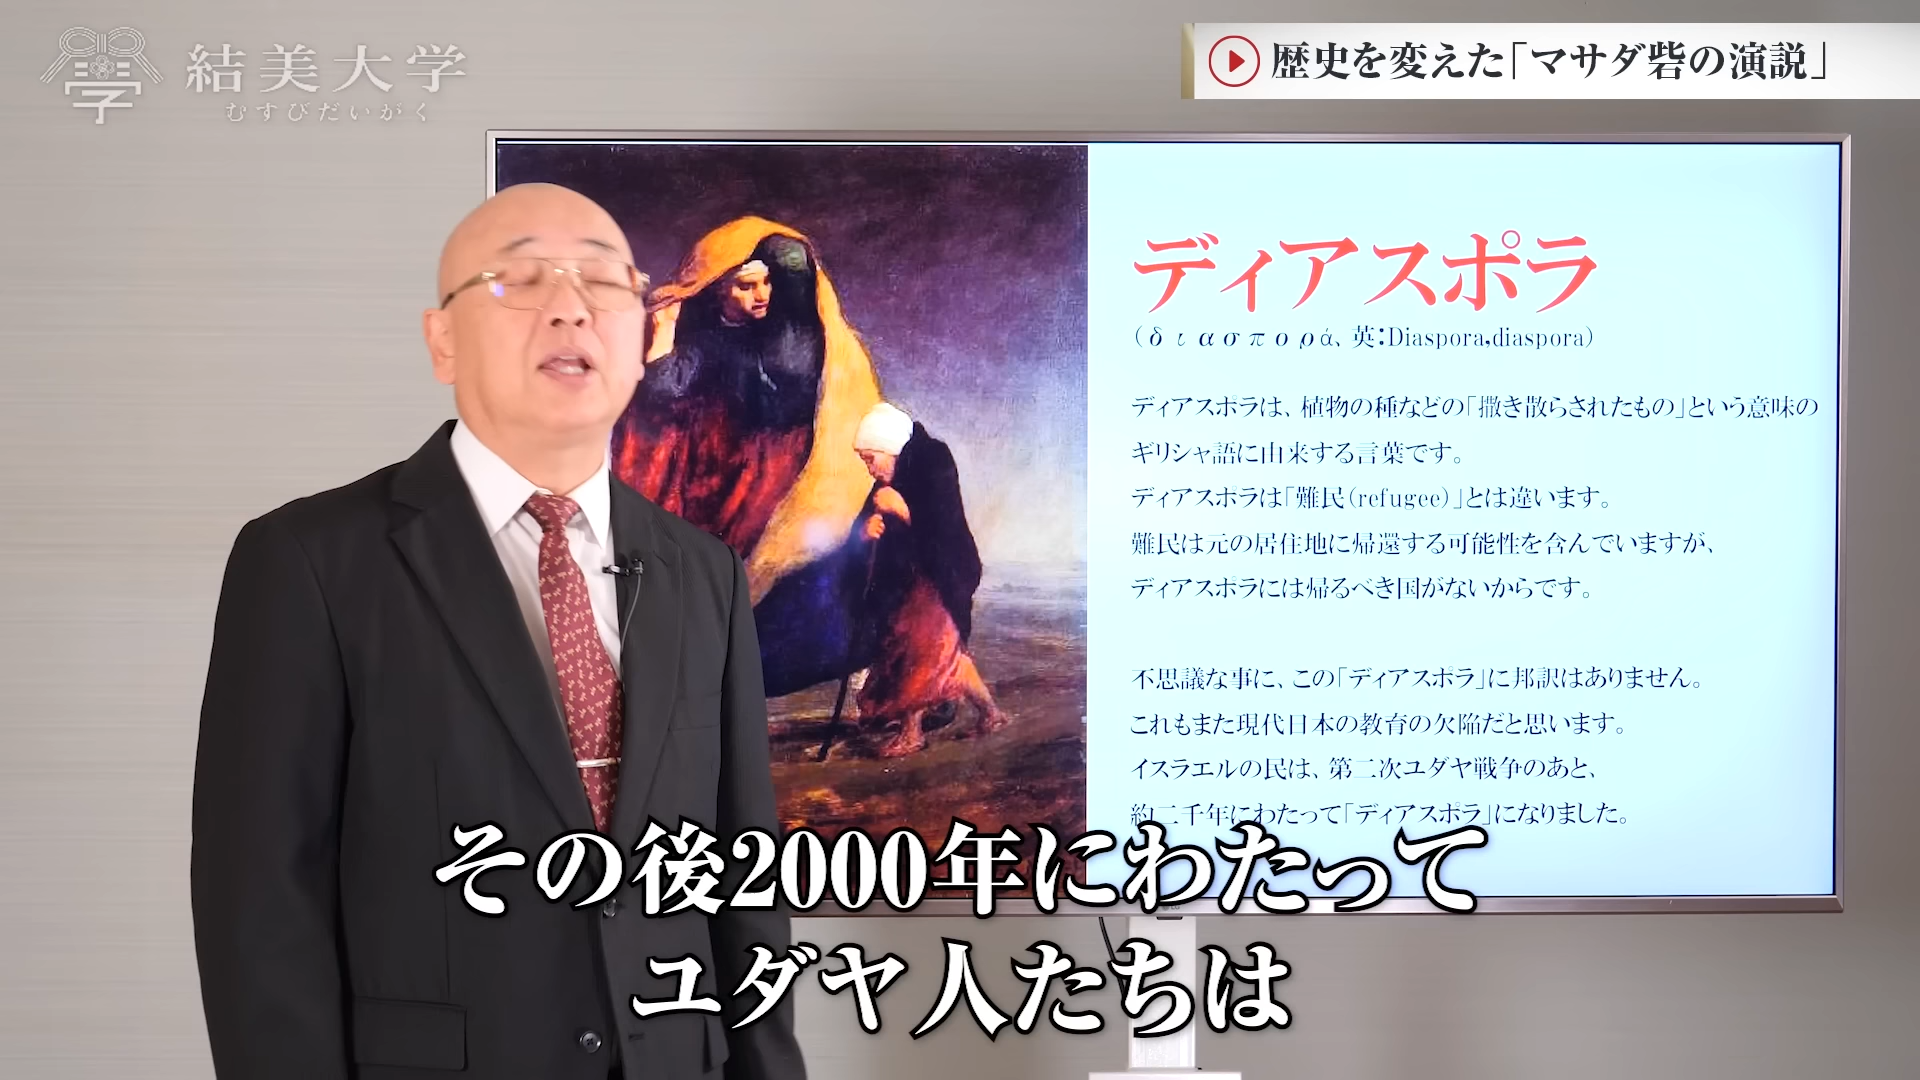 結美大学
むすびだいがく
歴史を変えた「マサダ砦の演説」
ディアスポラ
(διασπορά、英:Diaspora,diaspora)
ディアスポラは、植物の種などの「撒き散らされたもの」という意味の
ギリシャ語に由来する言葉です。
ディアスポラは「難民(refugee)」とは違います。
難民は元の居住地に帰還する可能性を含んでいますが、
ディアスポラには帰るべき国がないからです。
不思議な事に、この「ディアスポラ」に邦訳はありません。
これもまた現代日本の教育の欠陥だと思います。
イスラエルの民は、第二次ユダヤ戦争のあと、
約二千年にわたって「ディアスポラ」になりました。
その後2000年にわたって
ユダヤ人たちは